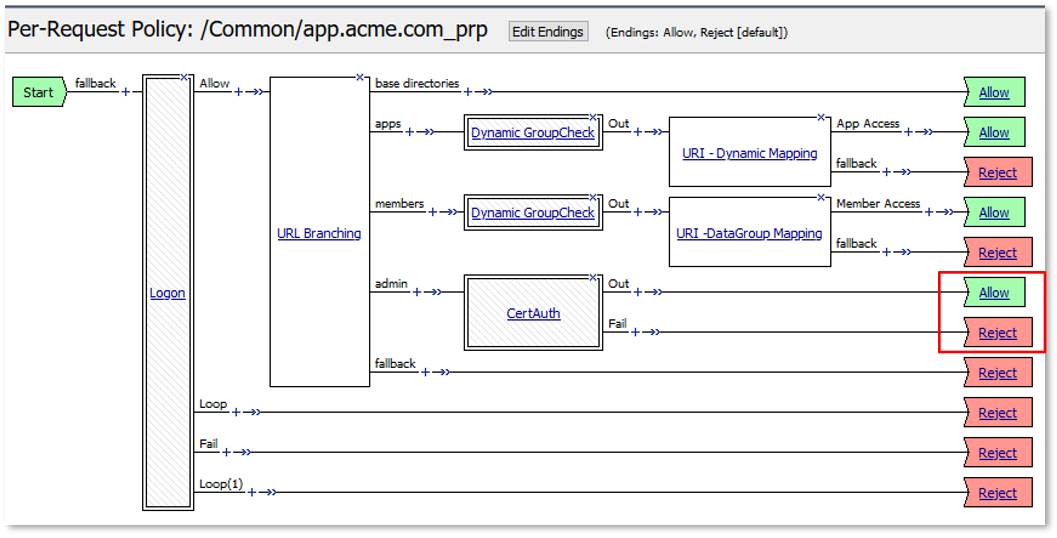 Per-Request Policy: /Common/app.acme.com_prp Edit Endings (Endings: Allow, Reject [default])
Start fallback + Allow + base directories + Allow
apps + Dynamic GroupCheck Out + URI - Dynamic Mapping App Access + Allow
fallback + Reject
members + Dynamic GroupCheck Out + URI -DataGroup Mapping Member Access + Allow
URL Branching
fallback + Reject
Logon
admin + CertAuth Out + Allow
Fail + Reject
fallback + Reject
Loop + Reject
Fail + Reject
Loop(1) + Reject